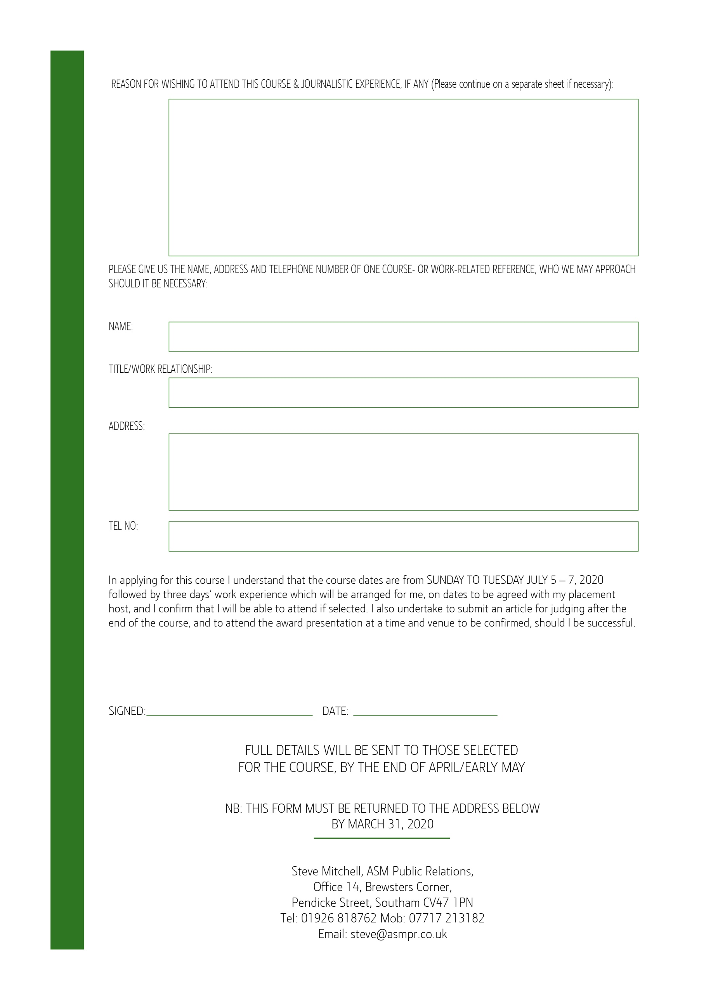 REASON FOR WISHING TO ATTEND THIS COURSE & JOURNALISTIC EXPERIENCE, IF ANY (Please continue on a separate sheet if necessary):
PLEASE GIVE US THE NAME, ADDRESS AND TELEPHONE NUMBER OF ONE COURSE- OR WORK-RELATED REFERENCE, WHO WE MAY APPROACH
SHOULD IT BE NECESSARY:
NAME:
TITLE/WORK RELATIONSHIP:
ADDRESS:
TEL NO:
In applying for this course I understand that the course dates are from SUNDAY TO TUESDAY JULY 5 – 7, 2020
followed by three days’ work experience which will be arranged for me, on dates to be agreed with my placement
host, and I confirm that I will be able to attend if selected. I also undertake to submit an article for judging after the
end of the course, and to attend the award presentation at a time and venue to be confirmed, should I be successful.
SIGNED: DATE:
FULL DETAILS WILL BE SENT TO THOSE SELECTED
FOR THE COURSE, BY THE END OF APRIL/EARLY MAY
NB: THIS FORM MUST BE RETURNED TO THE ADDRESS BELOW
BY MARCH 31, 2020
Steve Mitchell, ASM Public Relations,
Office 14, Brewsters Corner,
Pendicke Street, Southam CV47 1PN
Tel: 01926 818762 Mob: 07717 213182
Email: steve@asmpr.co.uk